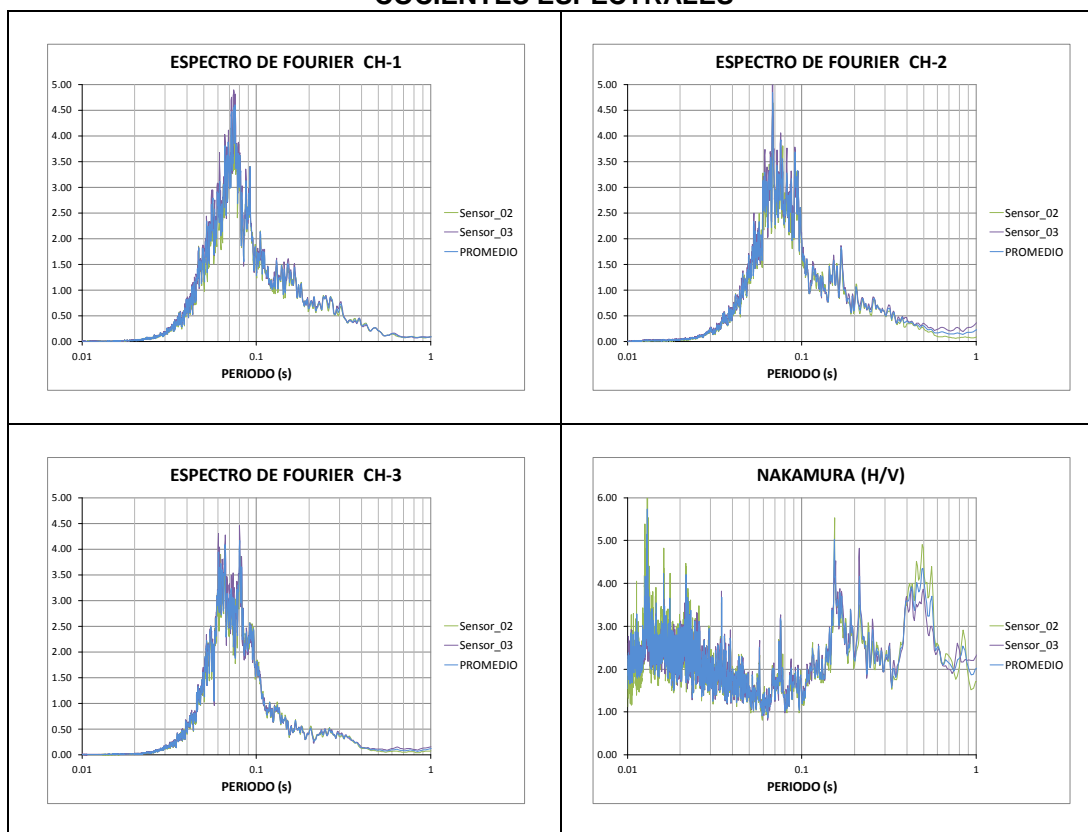 COCIENTES ESPECTRALES
ESPECTRO DE FOURIER CH-1
5.00
4.50
4.00
3.50
3.00
2.50
2.00
1.50
1.00
0.50
0.00
0.01
0.1
1
PERIODO (s)
Sensor_02
Sensor_03
PROMEDIO
ESPECTRO DE FOURIER CH-2
5.00
4.50
4.00
3.50
3.00
2.50
2.00
1.50
1.00
0.50
0.00
0.01
0.1
1
PERIODO (s)
Sensor_02
Sensor_03
PROMEDIO
ESPECTRO DE FOURIER CH-3
5.00
4.50
4.00
3.50
3.00
2.50
2.00
1.50
1.00
0.50
0.00
0.01
0.1
1
PERIODO (s)
Sensor_02
Sensor_03
PROMEDIO
NAKAMURA (H/V)
6.00
5.00
4.00
3.00
2.00
1.00
0.00
0.01
0.1
1
PERIODO (s)
Sensor_02
Sensor_03
PROMEDIO